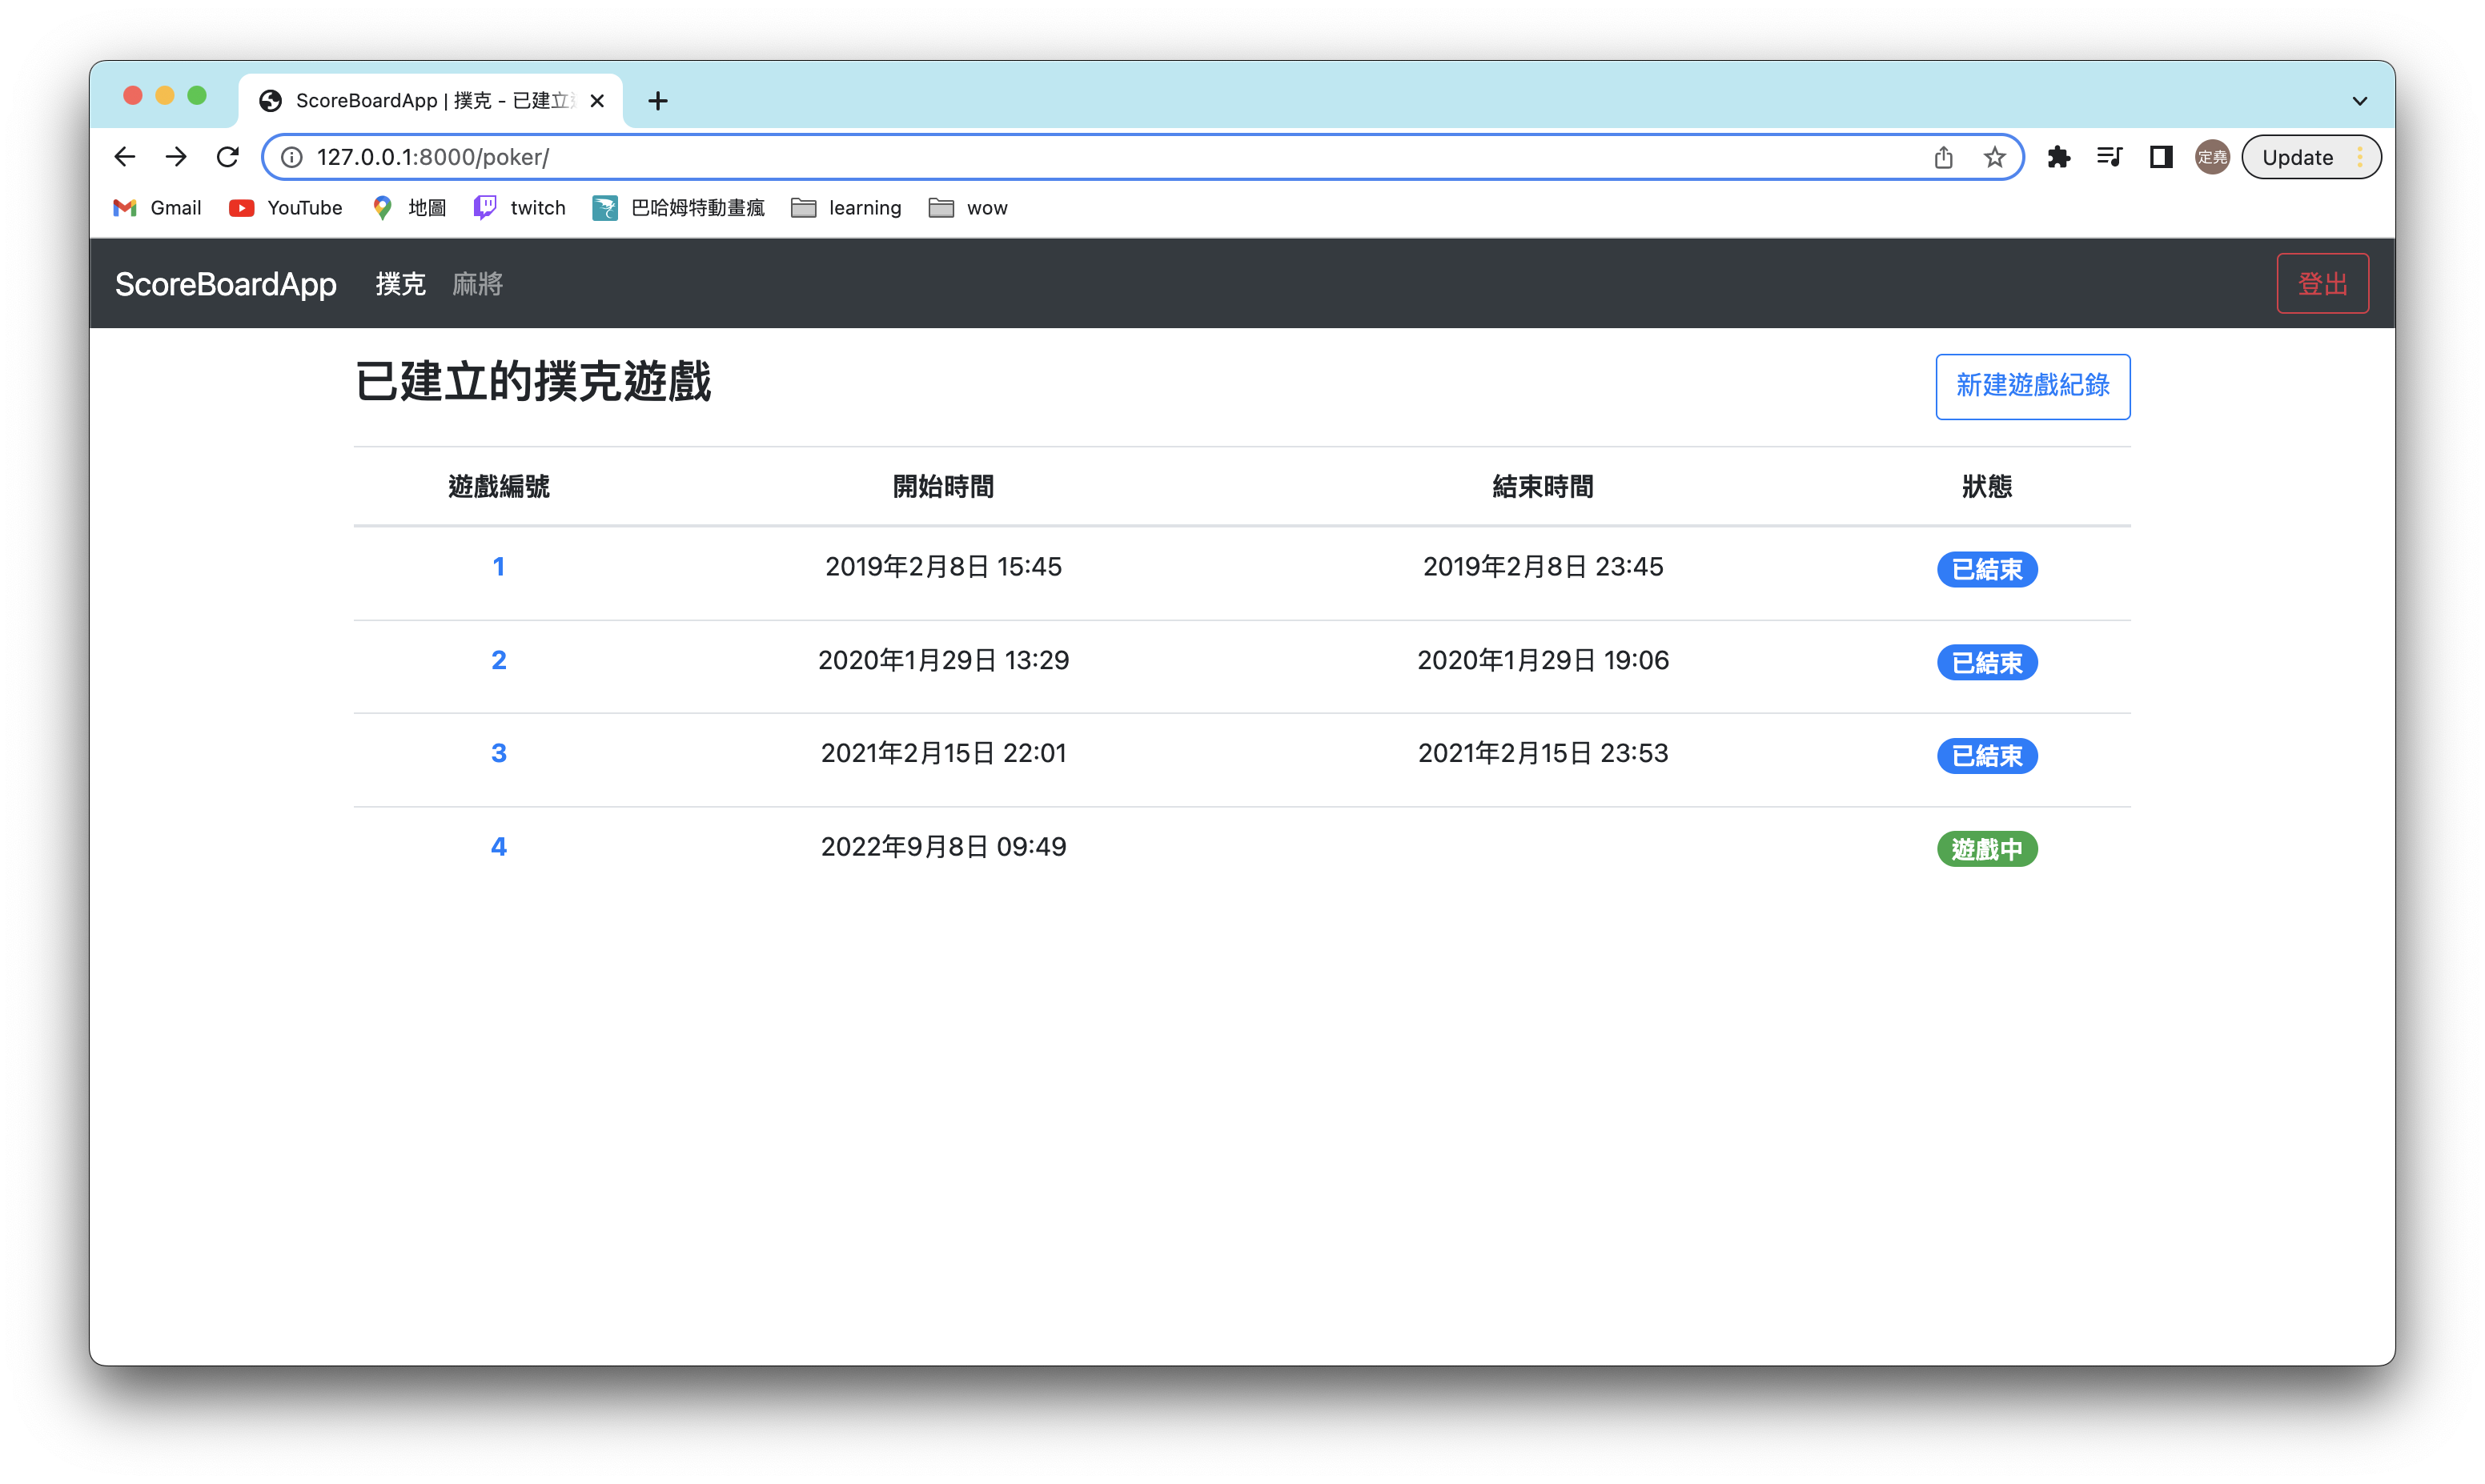 ScoreBoardApp | 撲克 - 已建立
127.0.0.1:8000/poker/
定堯
Update
Gmail YouTube 地圖 twitch 巴哈姆特動畫瘋 learning wow
ScoreBoardApp 撲克 麻將 登出
已建立的撲克遊戲 新建遊戲紀錄
遊戲編號 開始時間 結束時間 狀態
1 2019年2月8日 15:45 2019年2月8日 23:45 已結束
2 2020年1月29日 13:29 2020年1月29日 19:06 已結束
3 2021年2月15日 22:01 2021年2月15日 23:53 已結束
4 2022年9月8日 09:49 遊戲中